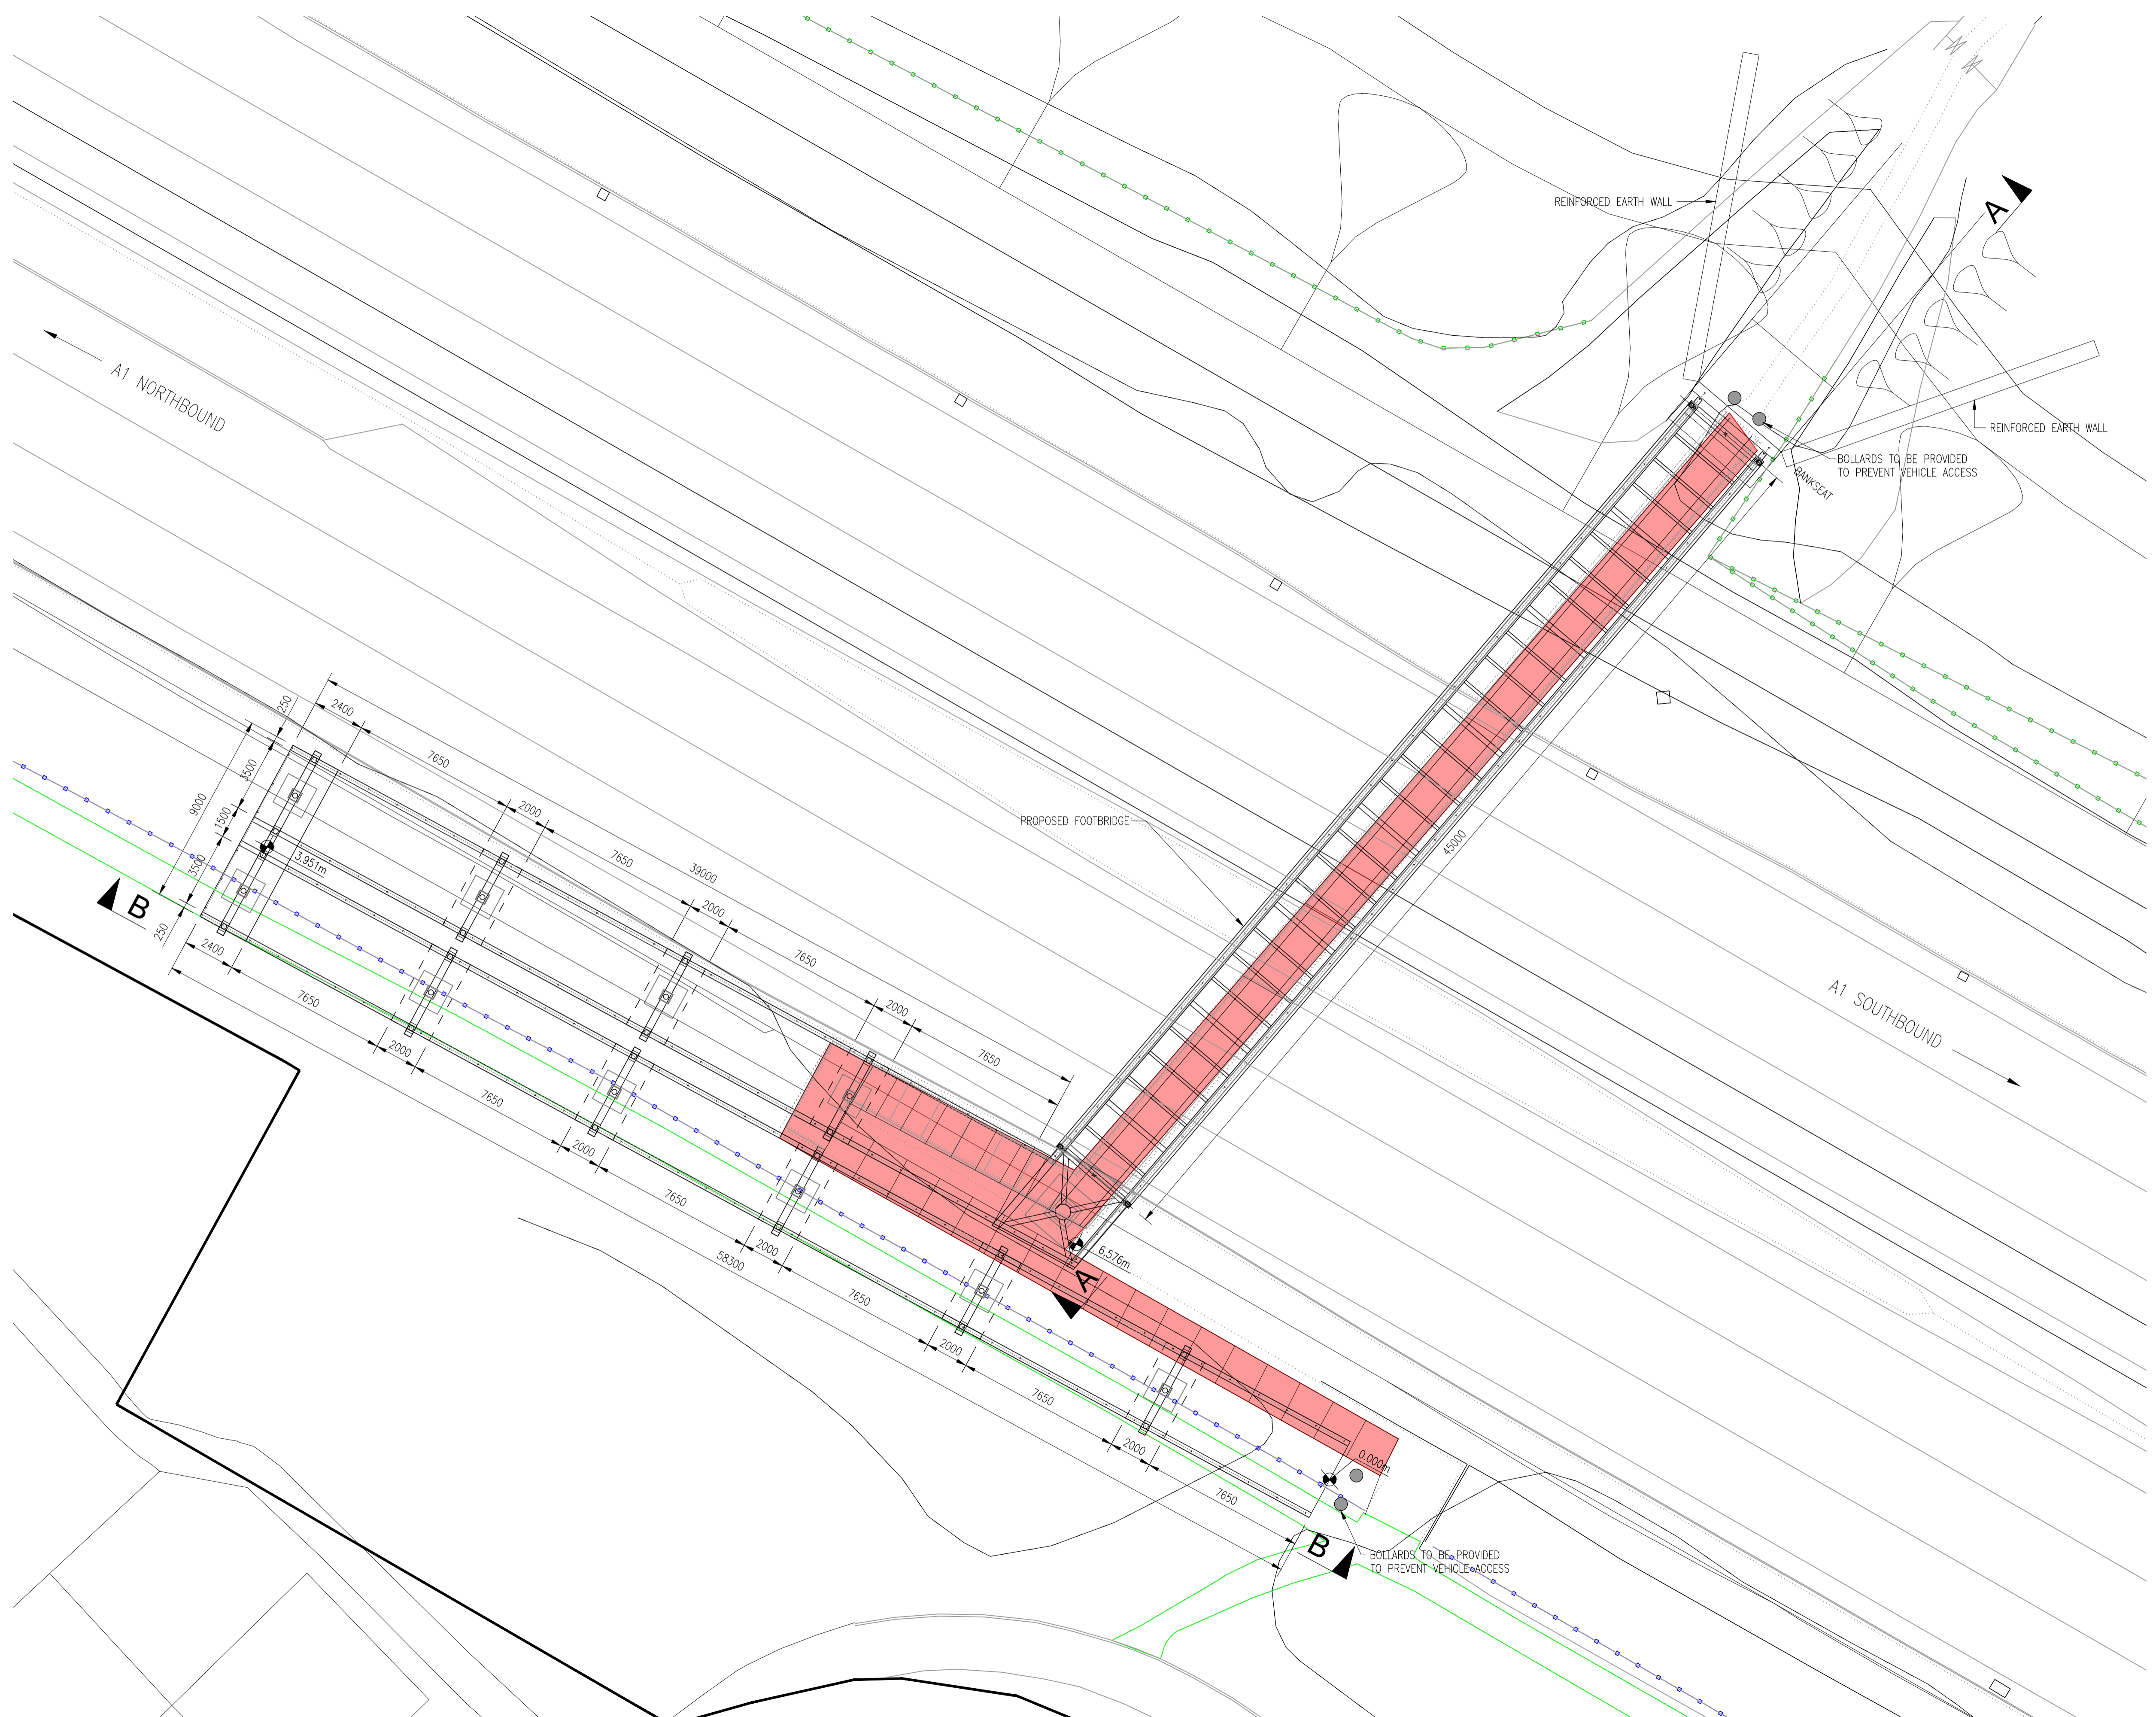 REINFORCED EARTH WALL
A
A1 NORTHBOUND
REINFORCED EARTH WALL
BOLLARDS TO BE PROVIDED
TO PREVENT VEHICLE ACCESS
BANKSEAT
250
2400
7650
3500
9000
1500
2000
3500
3.951m
7650
39000
PROPOSED FOOTBRIDGE
45000
B
250
2400
2000
7650
7650
2000
2000
7650
7650
2000
A1 SOUTHBOUND
2000
7650
58300
2000
6.576m
A
7650
2000
7650
2000
0.000m
7650
B
BOLLARDS TO BE PROVIDED
TO PREVENT VEHICLE ACCESS